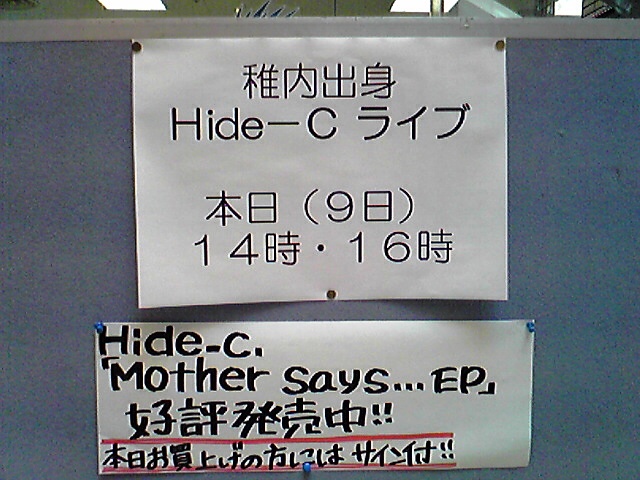 稚内出身
Hide－C ライブ
本日（9日）
14時・16時
Hide-C.
「Mother says... EP」
好評発売中!!
本日お買上げの方には サイン付!!